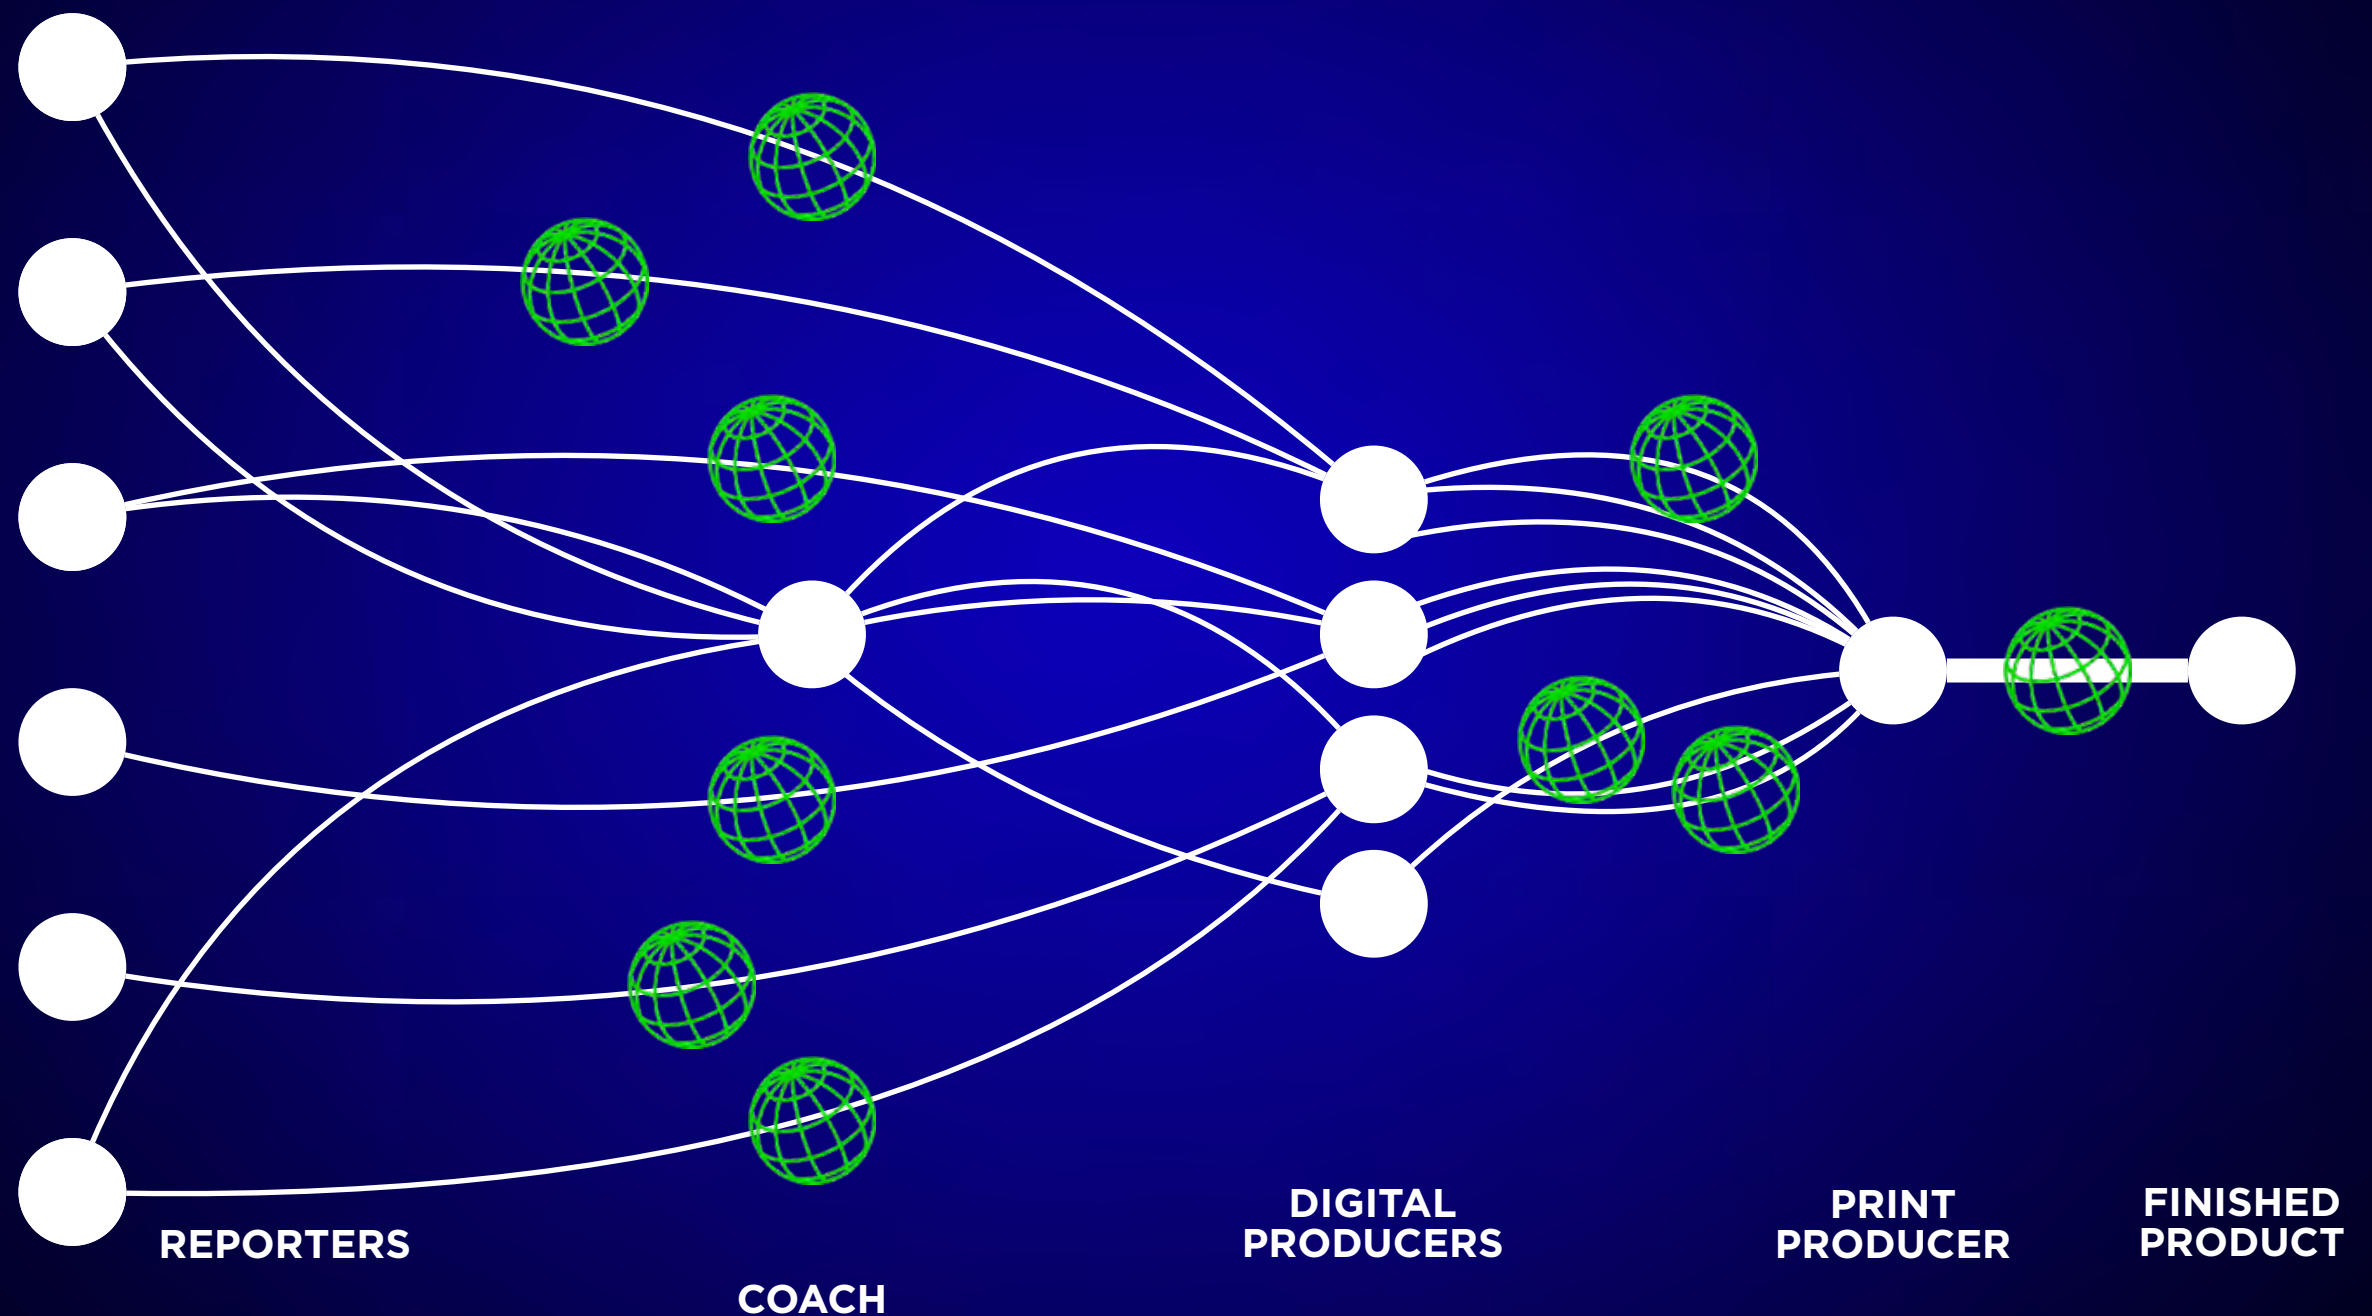 REPORTERS
COACH
DIGITAL
PRODUCERS
PRINT
PRODUCER
FINISHED
PRODUCT